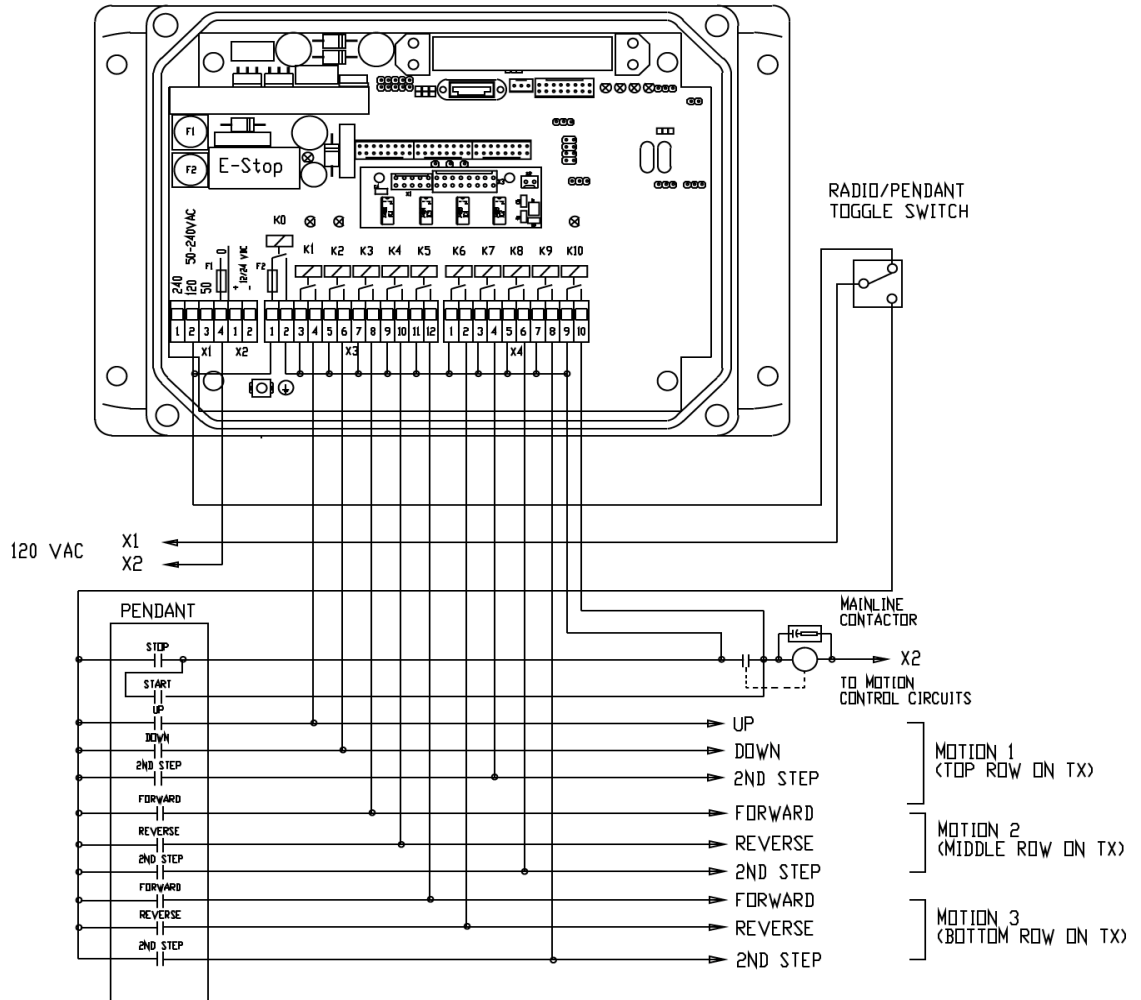 F1
F2
E-Stop
RADIO/PENDANT
TOGGLE SWITCH
K0
K1 K2 K3 K4 K5 K6 K7 K8 K9 K10
240
120
50
50-240VAC
F1
0
+ 12/24 VDC
-
F2
1 2 3 4 1 2
1 2 3 4 5 6 7 8 9 10 11 12
1 2 3 4 5 6 7 8 9 10
X1 X2 X3 X4
120 VAC X1
X2
PENDANT
STOP
START
UP
DOWN
2ND STEP
FORWARD
REVERSE
2ND STEP
FORWARD
REVERSE
2ND STEP
MAINLINE
CONTACTOR
X2
TO MOTION
CONTROL CIRCUITS
UP
DOWN
2ND STEP
FORWARD
REVERSE
2ND STEP
FORWARD
REVERSE
2ND STEP
MOTION 1
(TOP ROW ON TX)
MOTION 2
(MIDDLE ROW ON TX)
MOTION 3
(BOTTOM ROW ON TX)